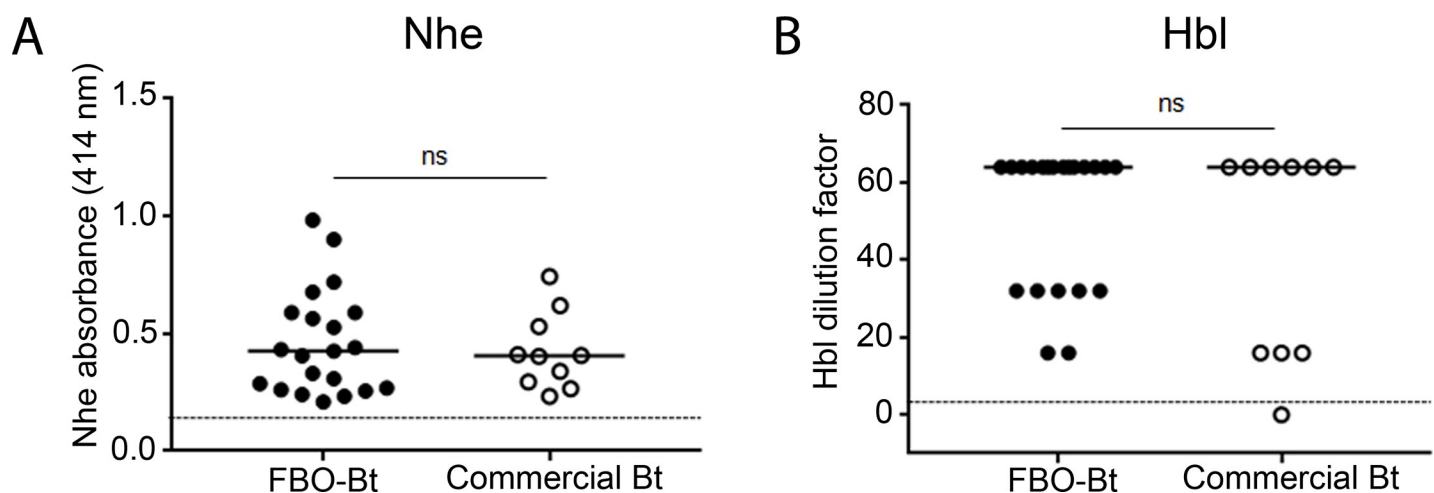 A
Nhe
Nhe absorbance (414 nm)
1.5
1.0
0.5
0.0
ns
FBO-Bt
Commercial Bt
B
Hbl
Hbl dilution factor
80
60
40
20
0
ns
FBO-Bt
Commercial Bt